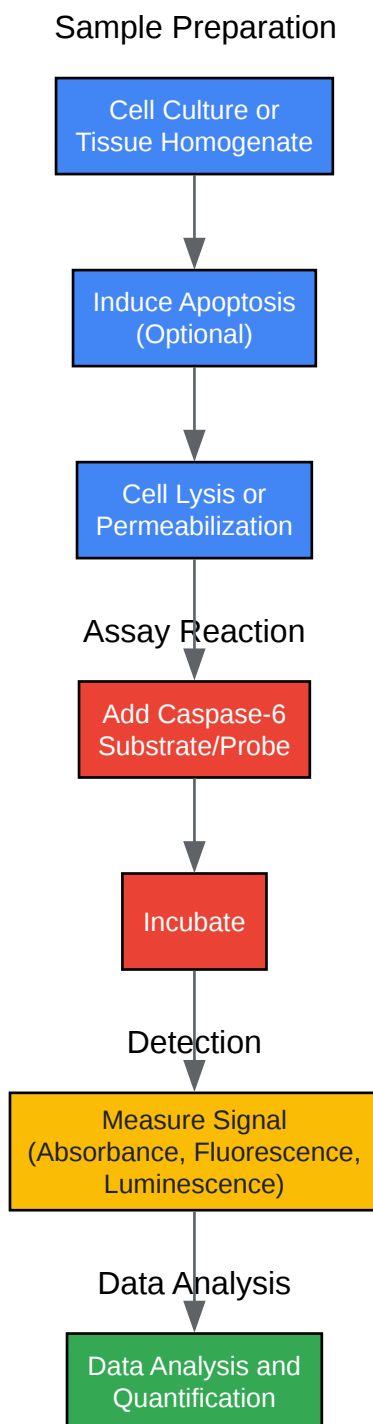 Sample Preparation
Cell Culture or
Tissue Homogenate
Induce Apoptosis
(Optional)
Cell Lysis or
Permeabilization
Assay Reaction
Add Caspase-6
Substrate/Probe
Incubate
Detection
Measure Signal
(Absorbance, Fluorescence,
Luminescence)
Data Analysis
Data Analysis and
Quantification